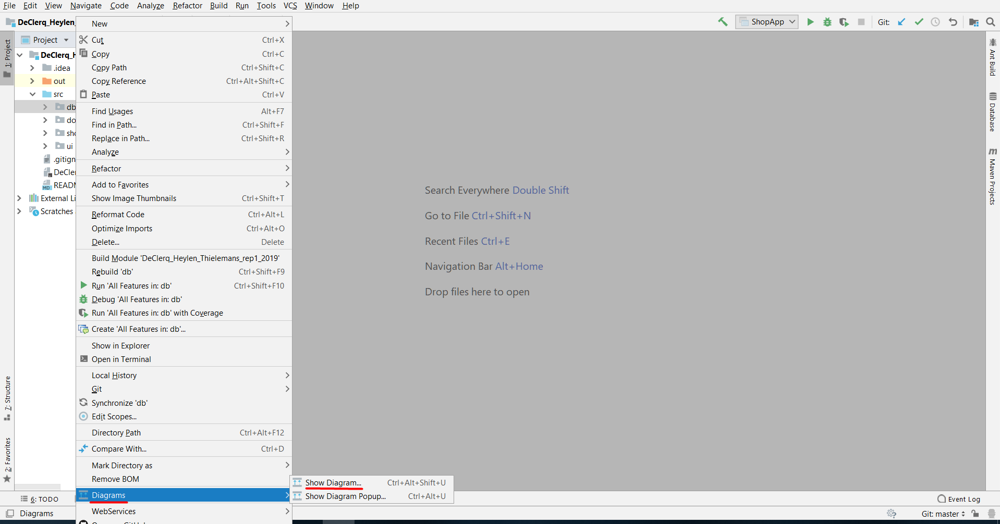 File Edit View Navigate Code Analyze Refactor Build Run Tools VCS Window Help
DeClerq_Heylen_
ShopApp
Git:
1: Project
7: Structure
2: Favorites
Project
DeClerq_H
.idea
out
src
db
do
sho
ui
.gitign
DeCler
READM
External Li
Scratches
New
Cut Ctrl+X
Copy Ctrl+C
Copy Path Ctrl+Shift+C
Copy Reference Ctrl+Alt+Shift+C
Paste Ctrl+V
Find Usages Alt+F7
Find in Path... Ctrl+Shift+F
Replace in Path... Ctrl+Shift+R
Analyze
Refactor
Add to Favorites
Show Image Thumbnails Ctrl+Shift+T
Reformat Code Ctrl+Alt+L
Optimize Imports Ctrl+Alt+O
Delete... Delete
Build Module 'DeClerq_Heylen_Thielemans_rep1_2019'
Rebuild 'db' Ctrl+Shift+F9
Run 'All Features in: db' Ctrl+Shift+F10
Debug 'All Features in: db'
Run 'All Features in: db' with Coverage
Create 'All Features in: db'...
Show in Explorer
Open in Terminal
Local History
Git
Synchronize 'db'
Edit Scopes...
Directory Path Ctrl+Alt+F12
Compare With... Ctrl+D
Mark Directory as
Remove BOM
Diagrams
WebServices
Show Diagram... Ctrl+Alt+Shift+U
Show Diagram Popup... Ctrl+Alt+U
Search Everywhere Double Shift
Go to File Ctrl+Shift+N
Recent Files Ctrl+E
Navigation Bar Alt+Home
Drop files here to open
Ant Build
Database
m
Maven Projects
MD
6: TODO
Event Log
Diagrams
Git: master